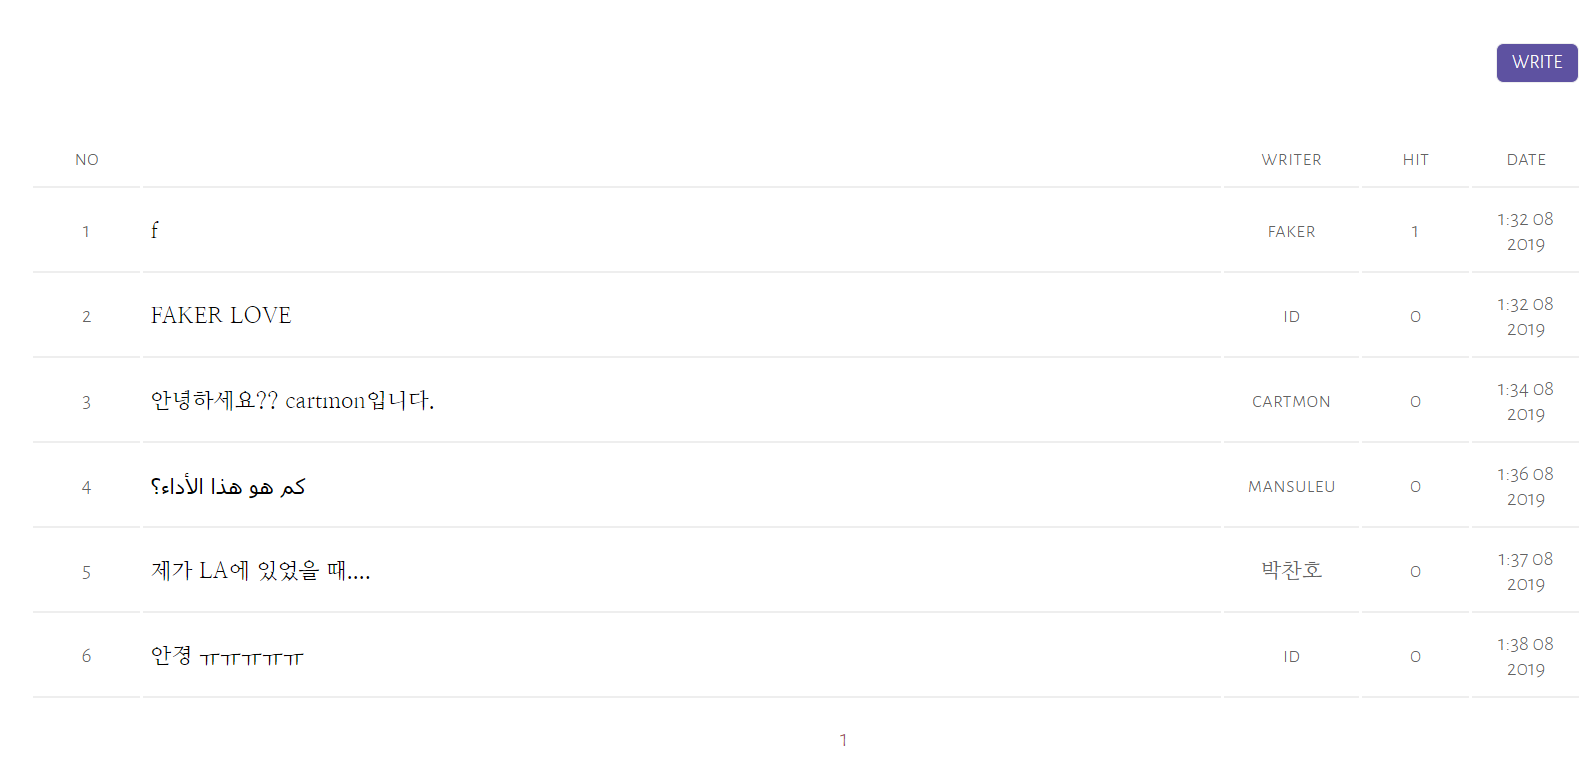 WRITE
NO WRITER HIT DATE
1 f FAKER 1 1:32 08
2019
2 FAKER LOVE ID 0 1:32 08
2019
3 안녕하세요?? cartmon입니다. CARTMON 0 1:34 08
2019
4 كم هو هذا الأداء؟ MANSULEU 0 1:36 08
2019
5 제가 LA에 있었을 때.... 박찬호 0 1:37 08
2019
6 안졍 ㅠㅠㅠㅠㅠ ID 0 1:38 08
2019
1